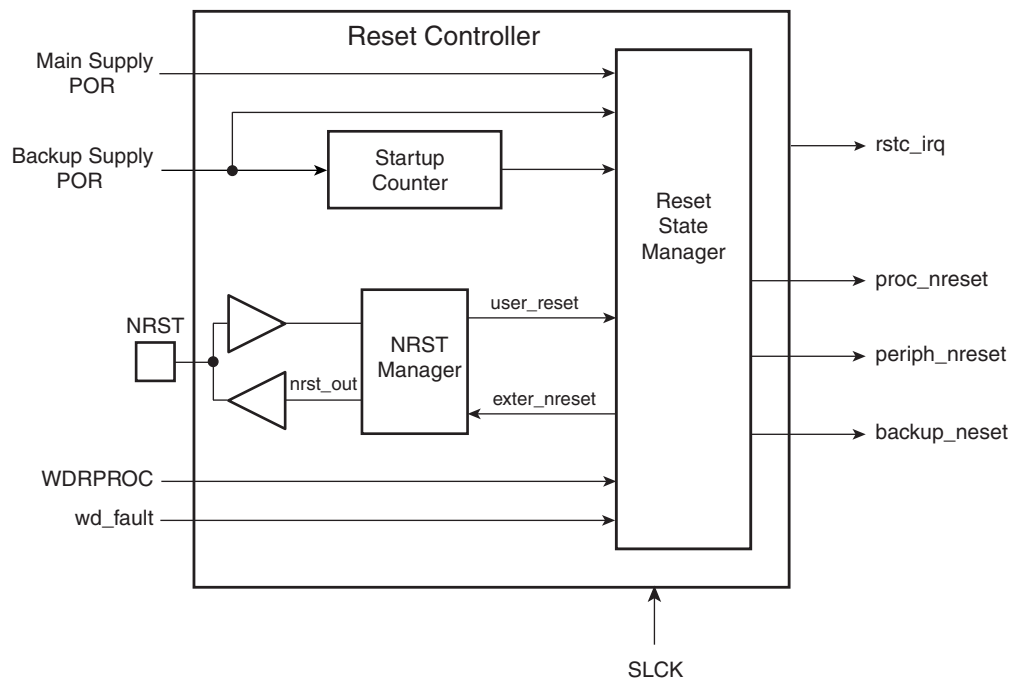 Reset Controller
Main Supply
POR
Backup Supply
POR
Startup
Counter
Reset
State
Manager
rstc_irq
proc_nreset
periph_nreset
backup_neset
NRST
nrst_out
NRST
Manager
user_reset
exter_nreset
WDRPROC
wd_fault
SLCK